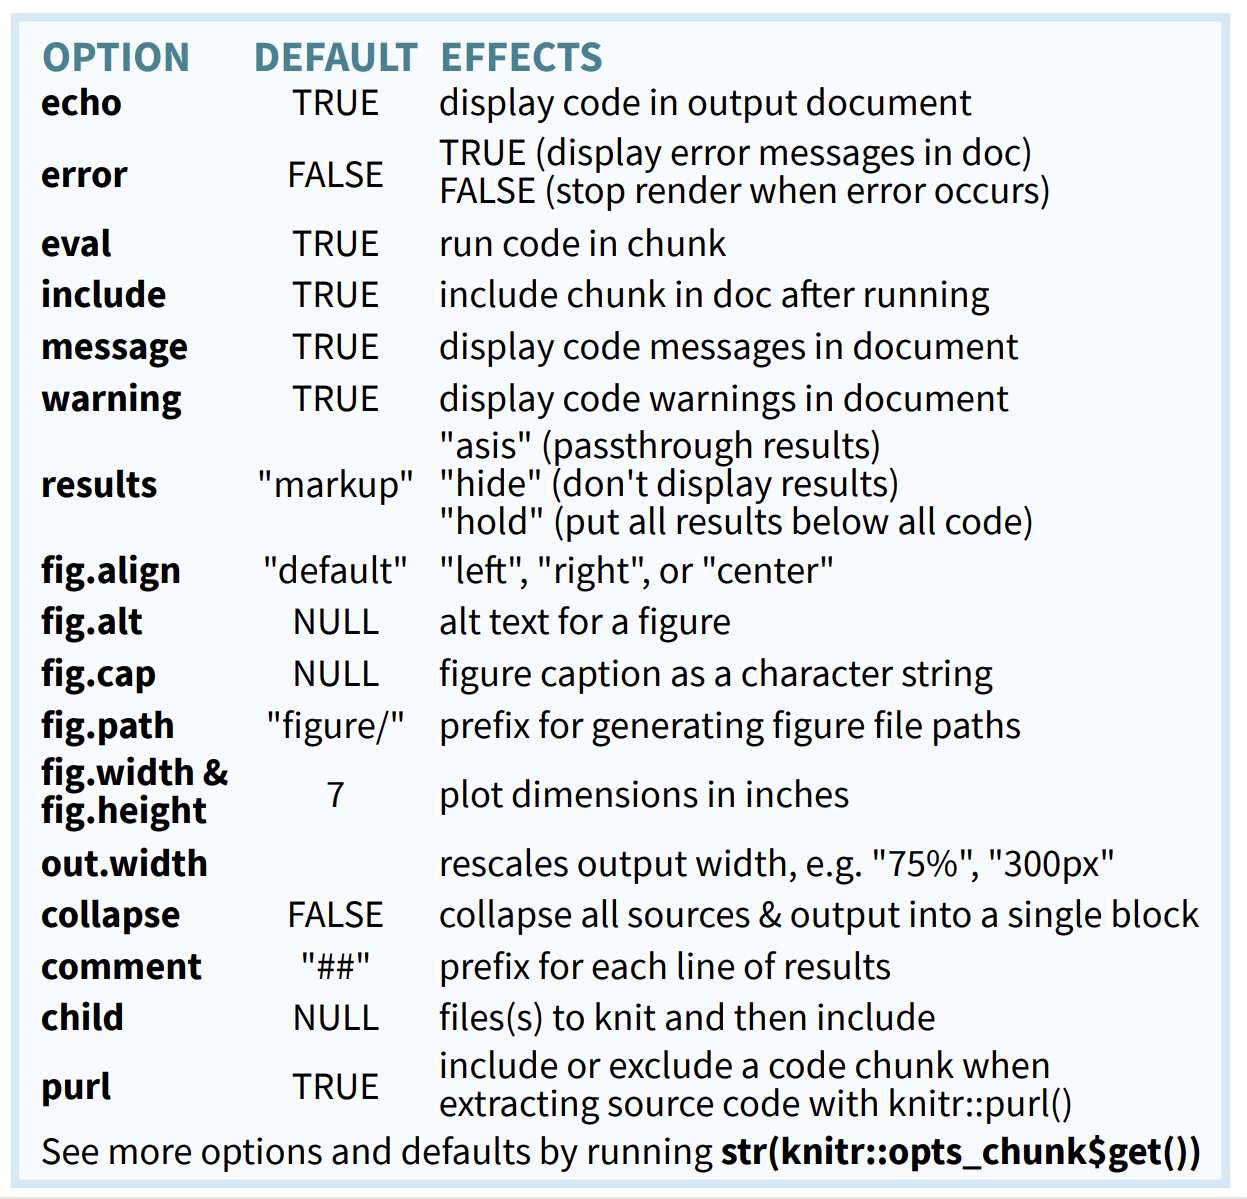 OPTION DEFAULT EFFECTS
echo TRUE display code in output document
error FALSE TRUE (display error messages in doc)
FALSE (stop render when error occurs)
eval TRUE run code in chunk
include TRUE include chunk in doc after running
message TRUE display code messages in document
warning TRUE display code warnings in document
results "markup" "asis" (passthrough results)
"hide" (don't display results)
"hold" (put all results below all code)
fig.align "default" "left", "right", or "center"
fig.alt NULL alt text for a figure
fig.cap NULL figure caption as a character string
fig.path "figure/" prefix for generating figure file paths
fig.width &
fig.height 7 plot dimensions in inches
out.width rescales output width, e.g. "75%", "300px"
collapse FALSE collapse all sources & output into a single block
comment "##" prefix for each line of results
child NULL files(s) to knit and then include
purl TRUE include or exclude a code chunk when
extracting source code with knitr::purl()
See more options and defaults by running str(knitr::opts_chunk$get())